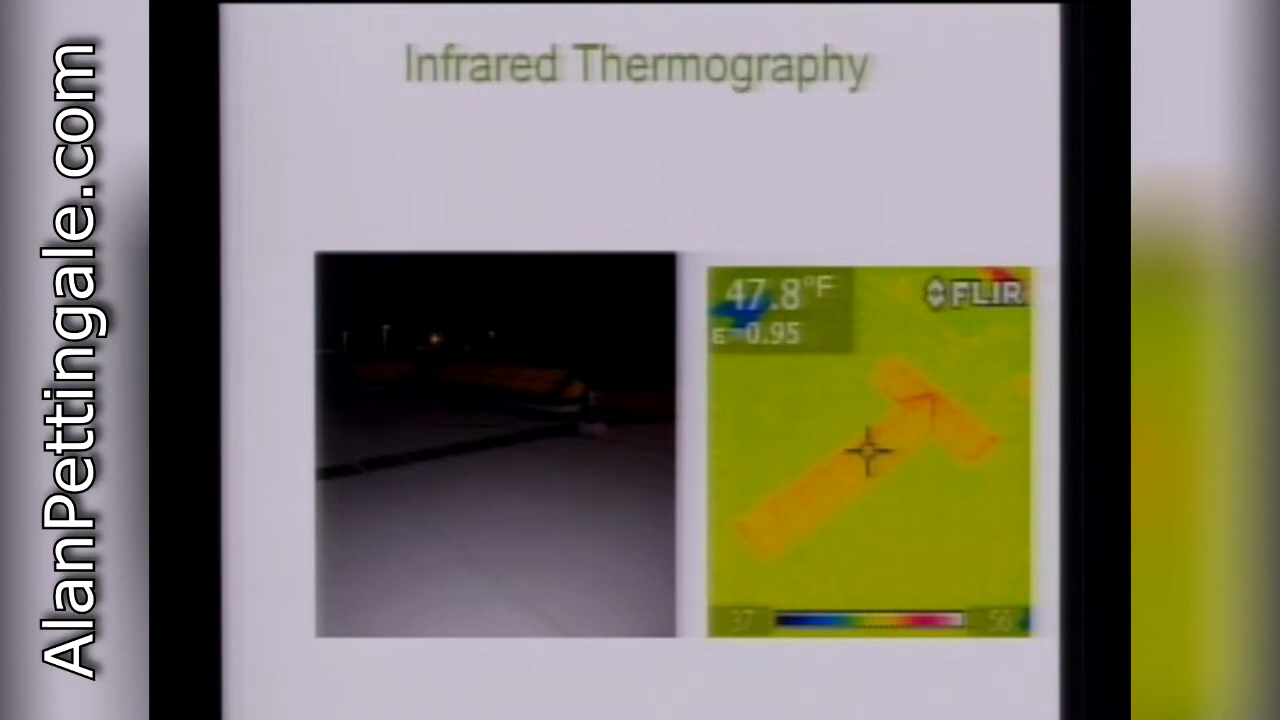 AlanPettingale.com
Infrared Thermography
47.8°F
ε=0.95
FLIR
37
56